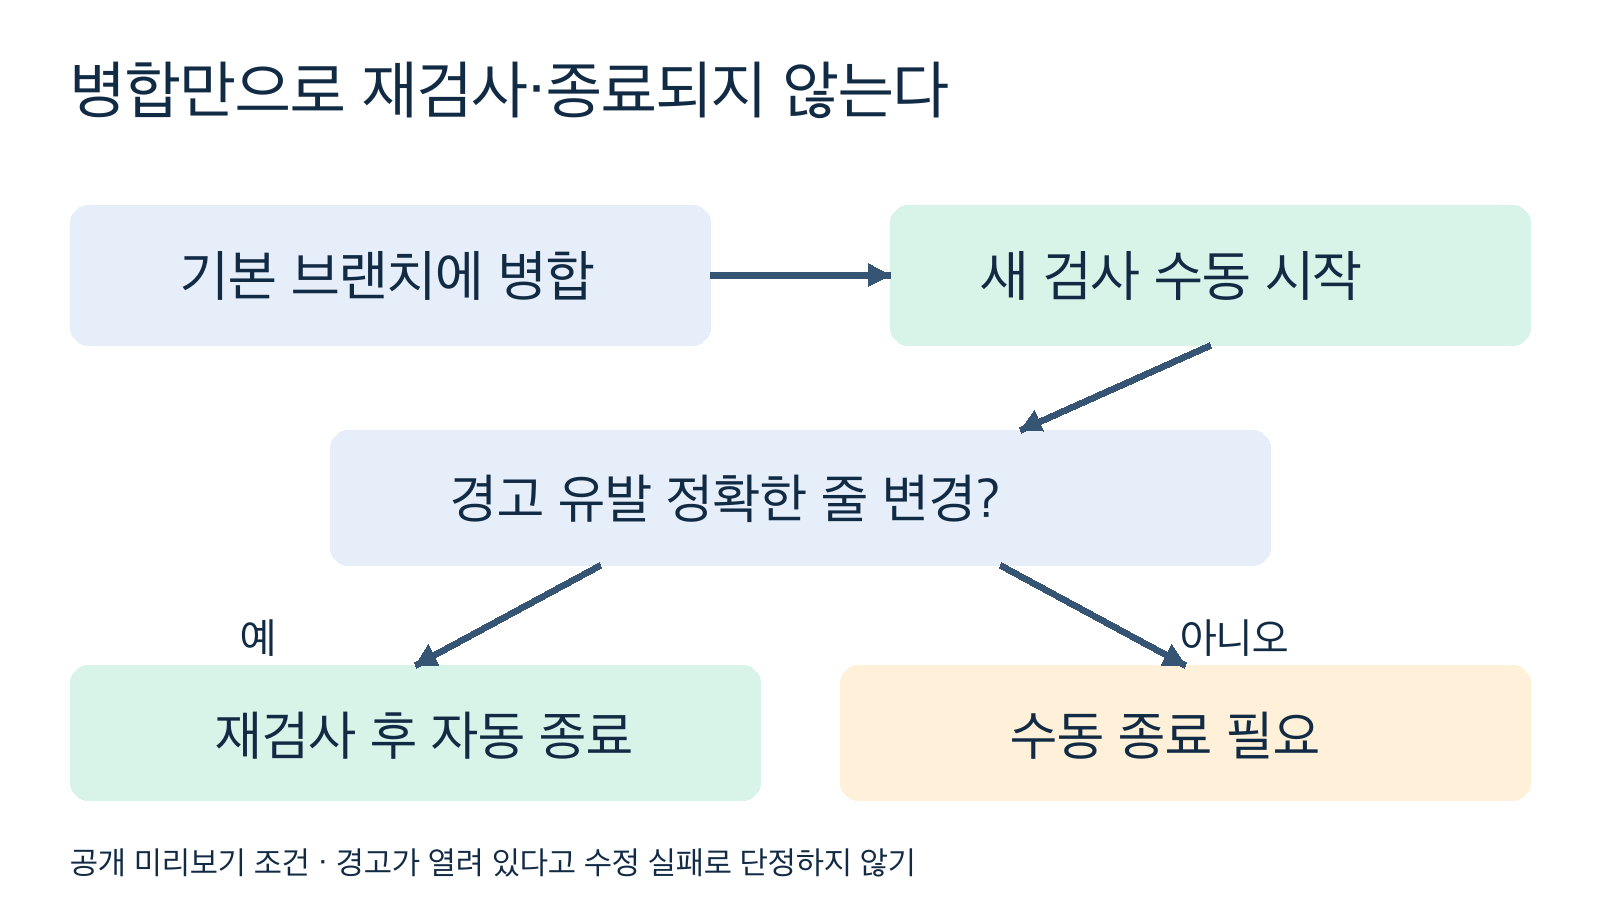 병합만으로 재검사·종료되지 않는다
기본 브랜치에 병합
새 검사 수동 시작
경고 유발 정확한 줄 변경?
예
아니오
재검사 후 자동 종료
수동 종료 필요
공개 미리보기 조건 · 경고가 열려 있다고 수정 실패로 단정하지 않기